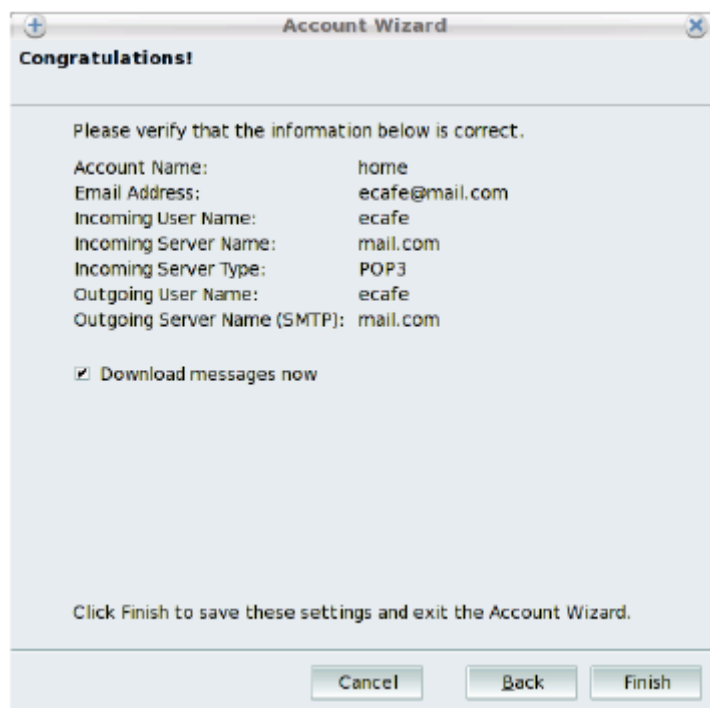 Account Wizard
Congratulations!
Please verify that the information below is correct.
Account Name: home
Email Address: ecafe@mail.com
Incoming User Name: ecafe
Incoming Server Name: mail.com
Incoming Server Type: POP3
Outgoing User Name: ecafe
Outgoing Server Name (SMTP): mail.com
Download messages now
Click Finish to save these settings and exit the Account Wizard.
Cancel Back Finish